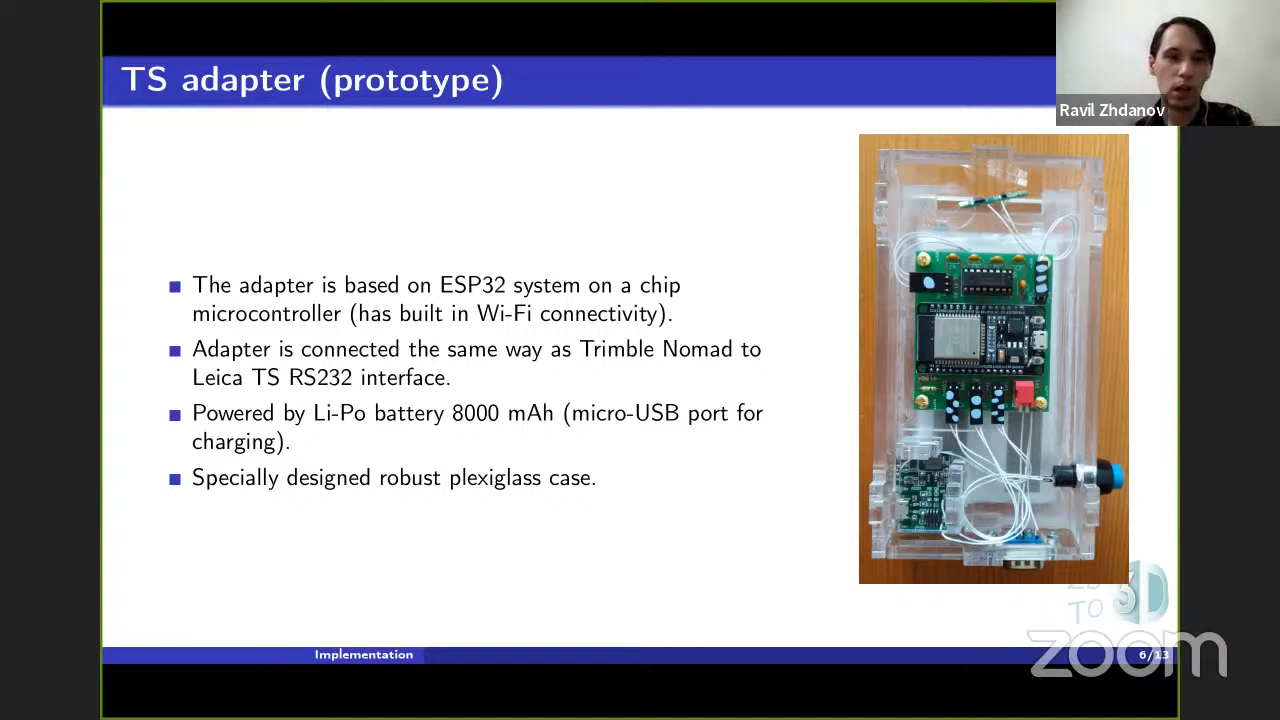 TS adapter (prototype)
Ravil Zhdanov
The adapter is based on ESP32 system on a chip
microcontroller (has built in Wi-Fi connectivity).
Adapter is connected the same way as Trimble Nomad to
Leica TS RS232 interface.
Powered by Li-Po battery 8000 mAh (micro-USB port for
charging).
Specially designed robust plexiglass case.
TO 3D
zoom
Implementation
6/13